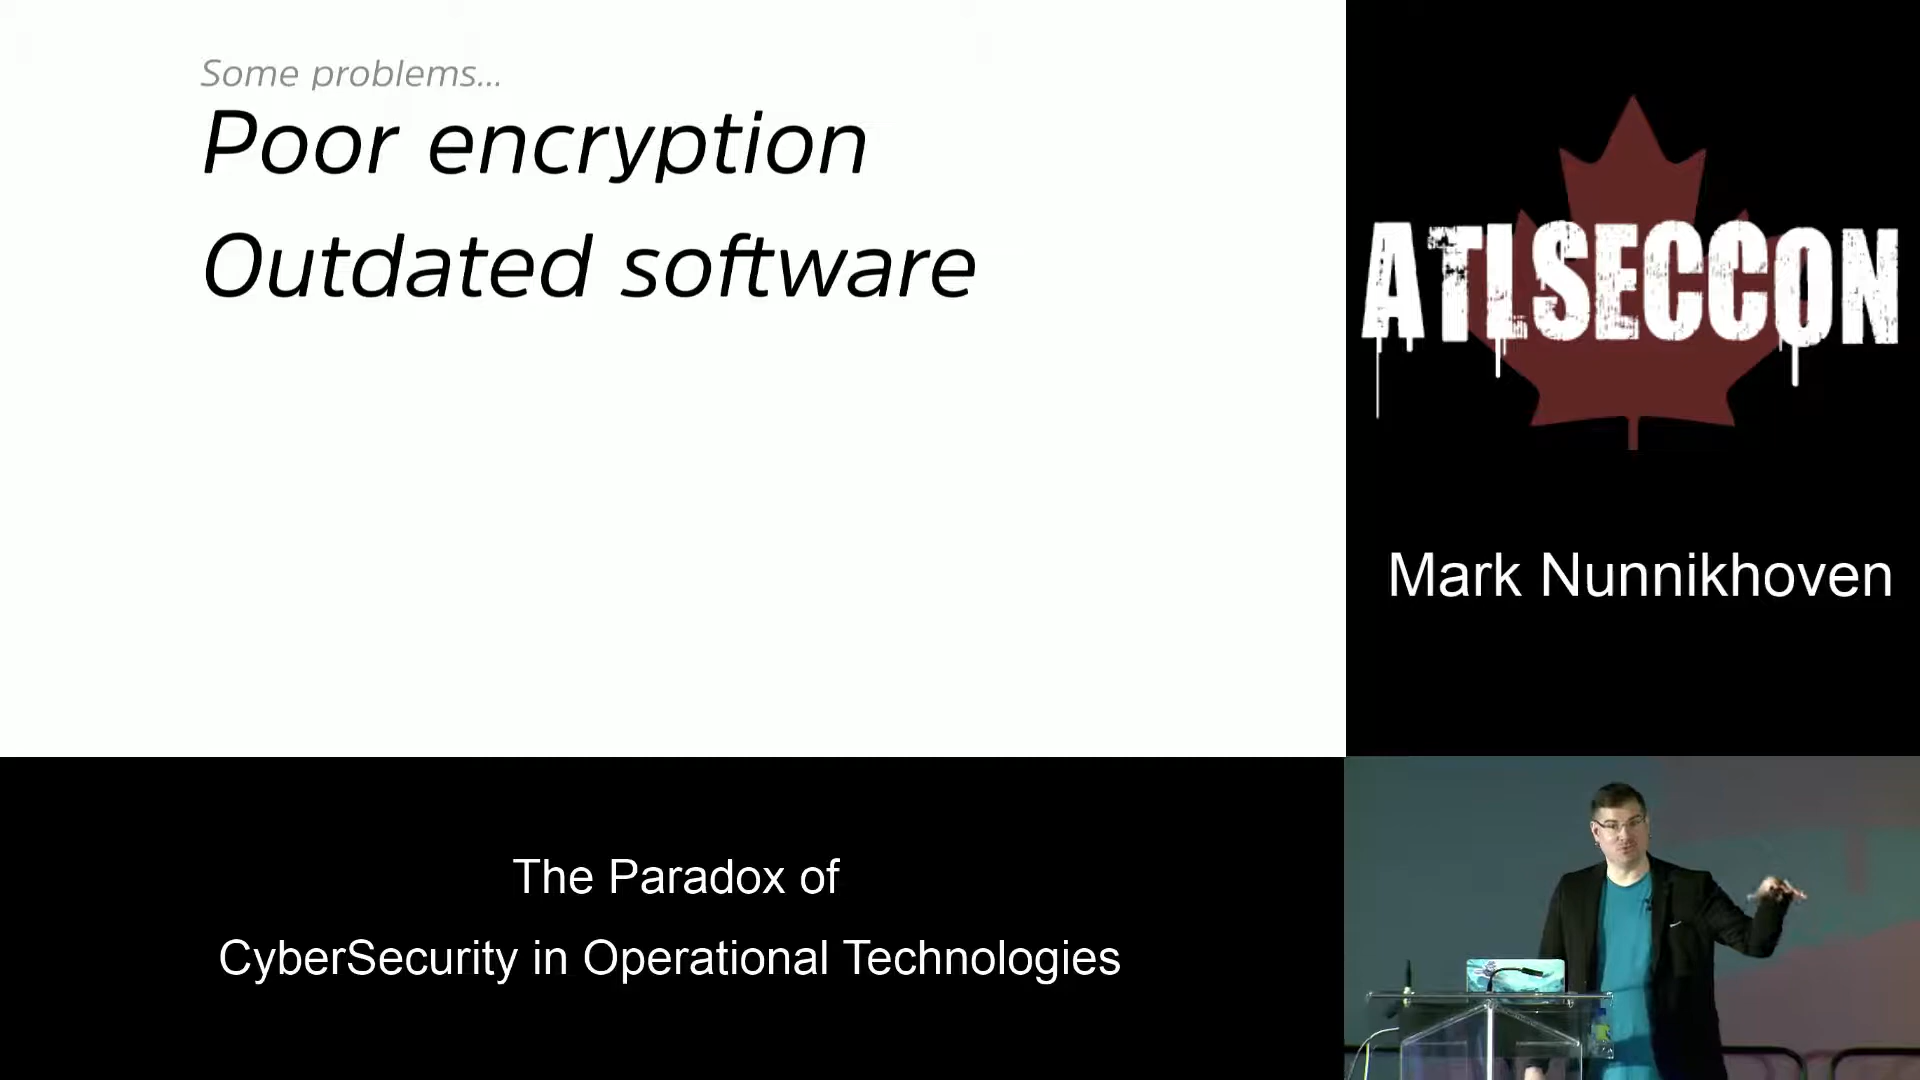 Some problems...
Poor encryption
Outdated software
ATLSECCON
Mark Nunnikhoven
The Paradox of
CyberSecurity in Operational Technologies